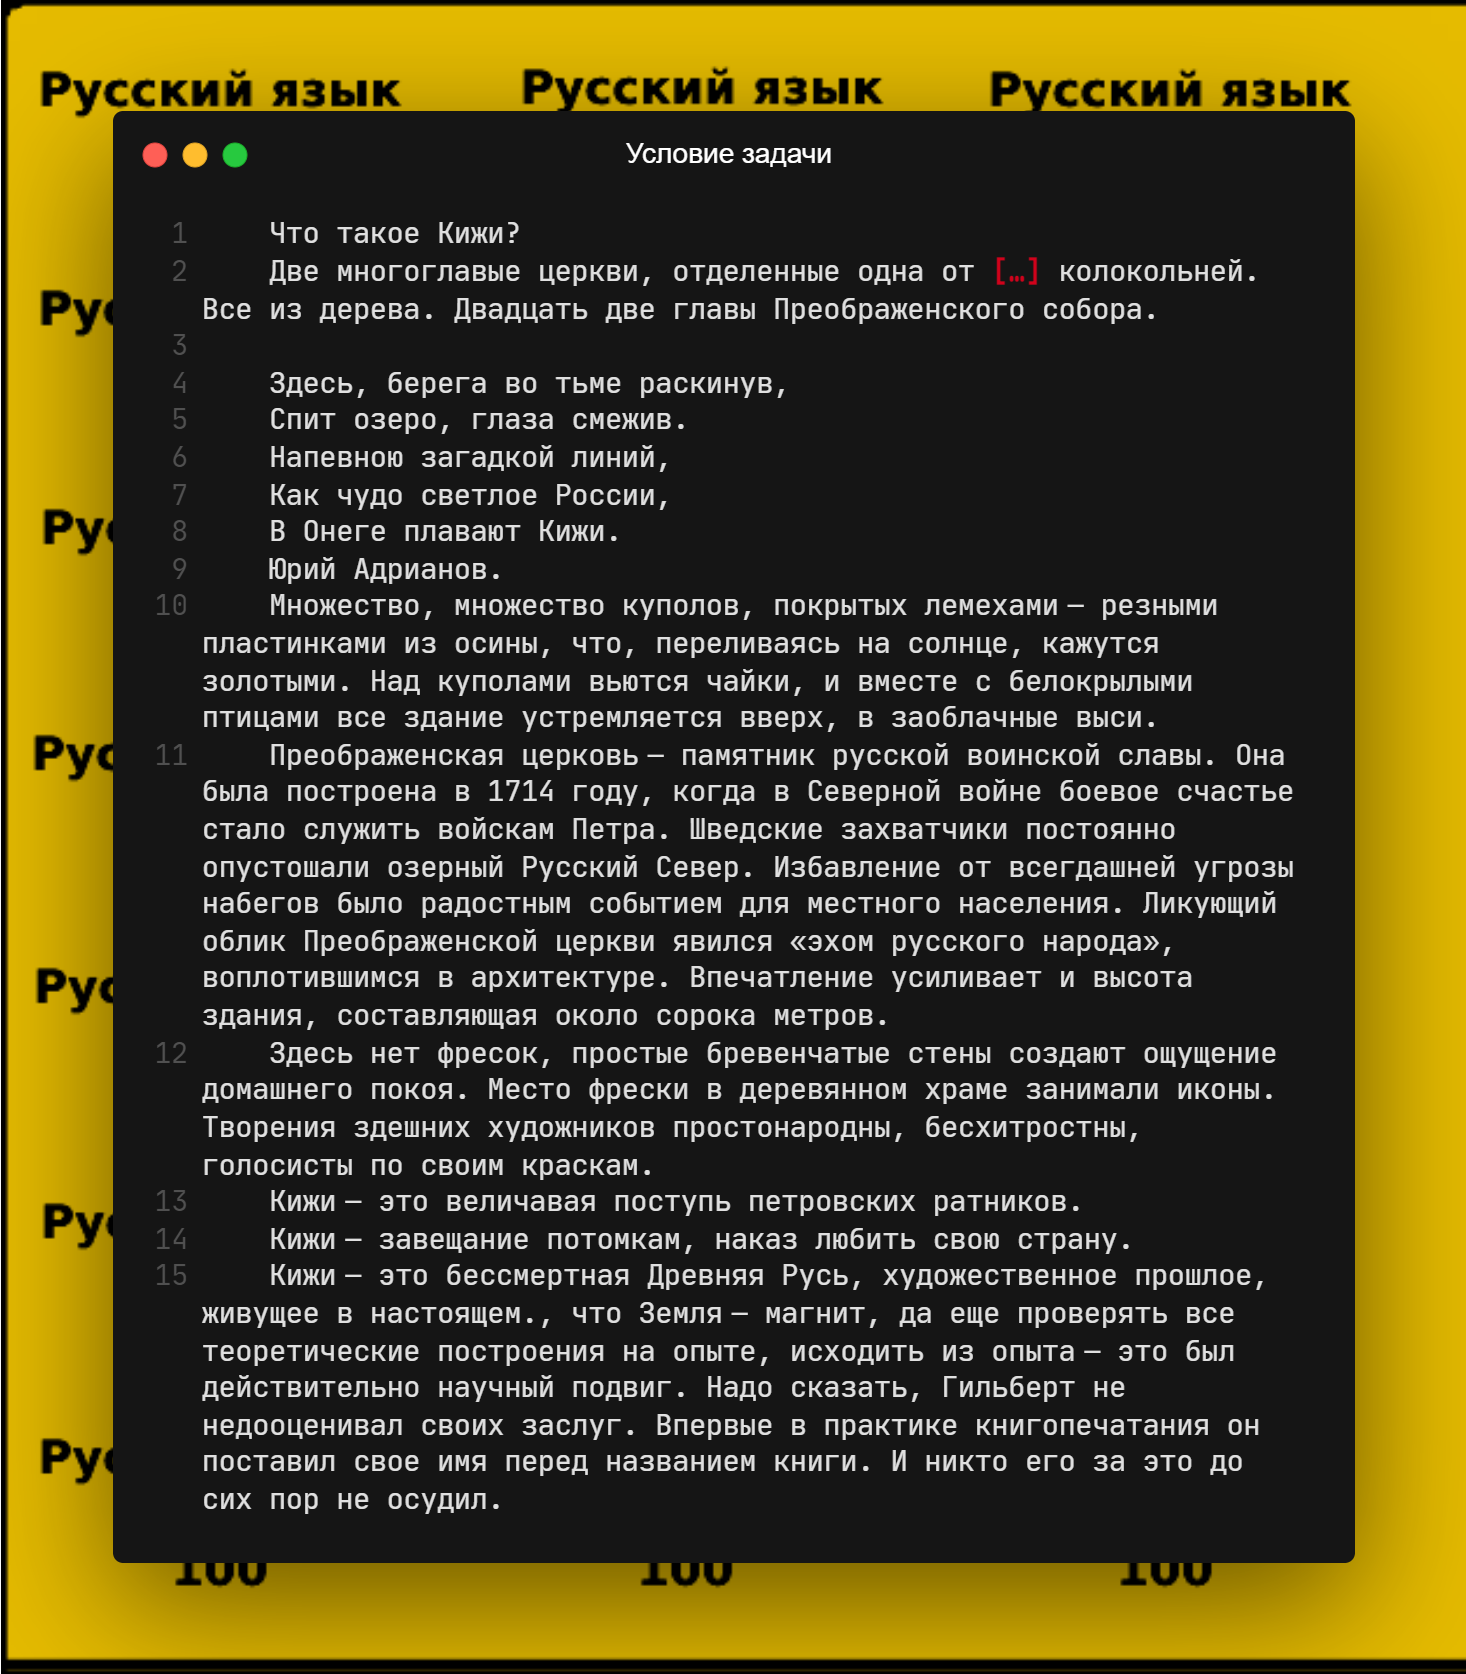 Русский язык Русский язык Русский язык
Условие задачи
1 Что такое Кижи?
2 Две многоглавые церкви, отделенные одна от […] колокольней.
Все из дерева. Двадцать две главы Преображенского собора.
3
4 Здесь, берега во тьме раскинув,
5 Спит озеро, глаза смежив.
6 Напевною загадкой линий,
7 Как чудо светлое России,
8 В Онеге плавают Кижи.
9 Юрий Адрианов.
10 Множество, множество куполов, покрытых лемехами — резными
пластинками из осины, что, переливаясь на солнце, кажутся
золотыми. Над куполами вьются чайки, и вместе с белокрылыми
птицами все здание устремляется вверх, в заоблачные выси.
11 Преображенская церковь — памятник русской воинской славы. Она
была построена в 1714 году, когда в Северной войне боевое счастье
стало служить войскам Петра. Шведские захватчики постоянно
опустошали озерный Русский Север. Избавление от всегдашней угрозы
набегов было радостным событием для местного населения. Ликующий
облик Преображенской церкви явился «эхом русского народа»,
воплотившимся в архитектуре. Впечатление усиливает и высота
здания, составляющая около сорока метров.
12 Здесь нет фресок, простые бревенчатые стены создают ощущение
домашнего покоя. Место фрески в деревянном храме занимали иконы.
Творения здешних художников простонародны, бесхитростны,
голосисты по своим краскам.
13 Кижи — это величавая поступь петровских ратников.
14 Кижи — завещание потомкам, наказ любить свою страну.
15 Кижи — это бессмертная Древняя Русь, художественное прошлое,
живущее в настоящем., что Земля — магнит, да еще проверять все
теоретические построения на опыте, исходить из опыта — это был
действительно научный подвиг. Надо сказать, Гильберт не
недооценивал своих заслуг. Впервые в практике книгопечатания он
поставил свое имя перед названием книги. И никто его за это до
сих пор не осудил.
100 100 100